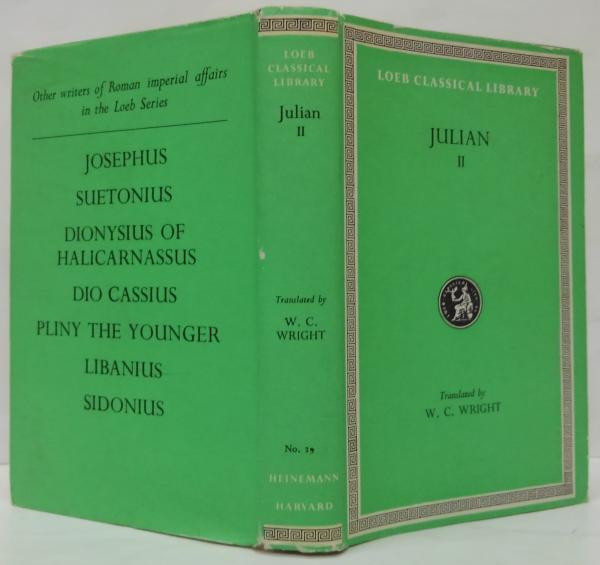 Other writers of Roman imperial affairs
in the Loeb Series
JOSEPHUS
SUETONIUS
DIONYSIUS OF
HALICARNASSUS
DIO CASSIUS
PLINY THE YOUNGER
LIBANIUS
SIDONIUS
LOEB
CLASSICAL
LIBRARY
Julian
II
Translated by
W. C.
WRIGHT
No. 29
HEINEMANN
HARVARD
LOEB CLASSICAL LIBRARY
JULIAN
II
Translated by
W. C. WRIGHT